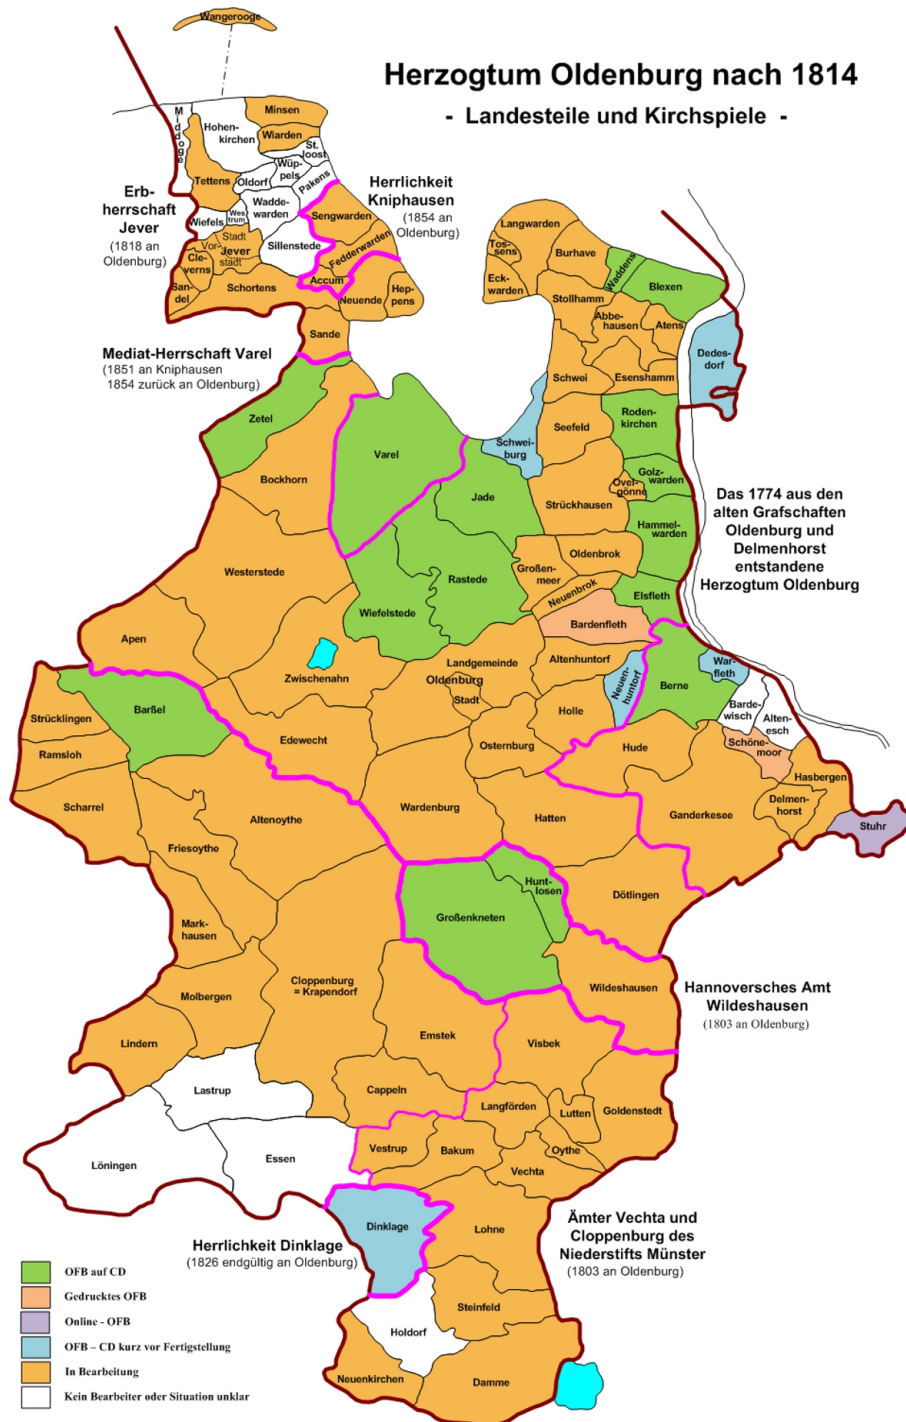 Wangerooge
Herzogtum Oldenburg nach 1814
- Landesteile und Kirchspiele -
Middoge
Hohen-
kirchen
Minsen
Wiarden
St.
Joost
Wüp-
pels
Tettens
Oldorf
Pakens
Erb-
herrschaft
Jever
(1818 an
Oldenburg)
Wiefels
Wes
trum
Wadde-
warden
Sillenstede
Herrlichkeit
Kniphausen
(1854 an
Oldenburg)
Sengwarden
Fedderwarden
Stadt
Vor-
Jever
stadt
Cle-
verns
San-
del
Schortens
Accum
Neuende
Hep-
pens
Sande
Langwarden
Tos-
sens
Burhave
Eck-
warden
Waddens
Blexen
Stollhamm
Abbe-
hausen
Atens
Dedes-
dorf
Mediat-Herrschaft Varel
(1851 an Kniphausen
1854 zurück an Oldenburg)
Schwei
Esenshamm
Zetel
Seefeld
Roden-
kirchen
Schwei-
burg
Varel
Bockhorn
Jade
Golz-
warden
Ovel-
gönne
Strückhausen
Hammel-
warden
Das 1774 aus den
alten Grafschaften
Oldenburg und
Delmenhorst
entstandene
Herzogtum Oldenburg
Westerstede
Rastede
Großen-
meer
Oldenbrok
Neuenbrok
Elsfleth
Wiefelstede
Bardenfleth
Apen
Zwischenahn
Landgemeinde
Oldenburg
Stadt
Altenhuntorf
Neuen-
huntorf
Berne
War-
fleth
Barde-
wisch
Alten-
esch
Holle
Barßel
Strücklingen
Ramsloh
Scharrel
Edewecht
Osternburg
Hude
Schöne-
moor
Hasbergen
Delmen-
horst
Ganderkesee
Stuhr
Wardenburg
Hatten
Altenoythe
Friesoythe
Hunt-
losen
Dötlingen
Großenkneten
Mark-
hausen
Cloppenburg
= Krapendorf
Wildeshausen
Hannoversches Amt
Wildeshausen
(1803 an Oldenburg)
Molbergen
Lindern
Emstek
Visbek
Lastrup
Cappeln
Langförden
Lutten
Goldenstedt
Löningen
Essen
Vestrup
Bakum
Oythe
Vechta
Dinklage
Lohne
Herrlichkeit Dinklage
(1826 endgültig an Oldenburg)
Ämter Vechta und
Cloppenburg des
Niederstifts Münster
(1803 an Oldenburg)
Steinfeld
Holdorf
Neuenkirchen
Damme
OFB auf CD
Gedrucktes OFB
Online - OFB
OFB – CD kurz vor Fertigstellung
In Bearbeitung
Kein Bearbeiter oder Situation unklar